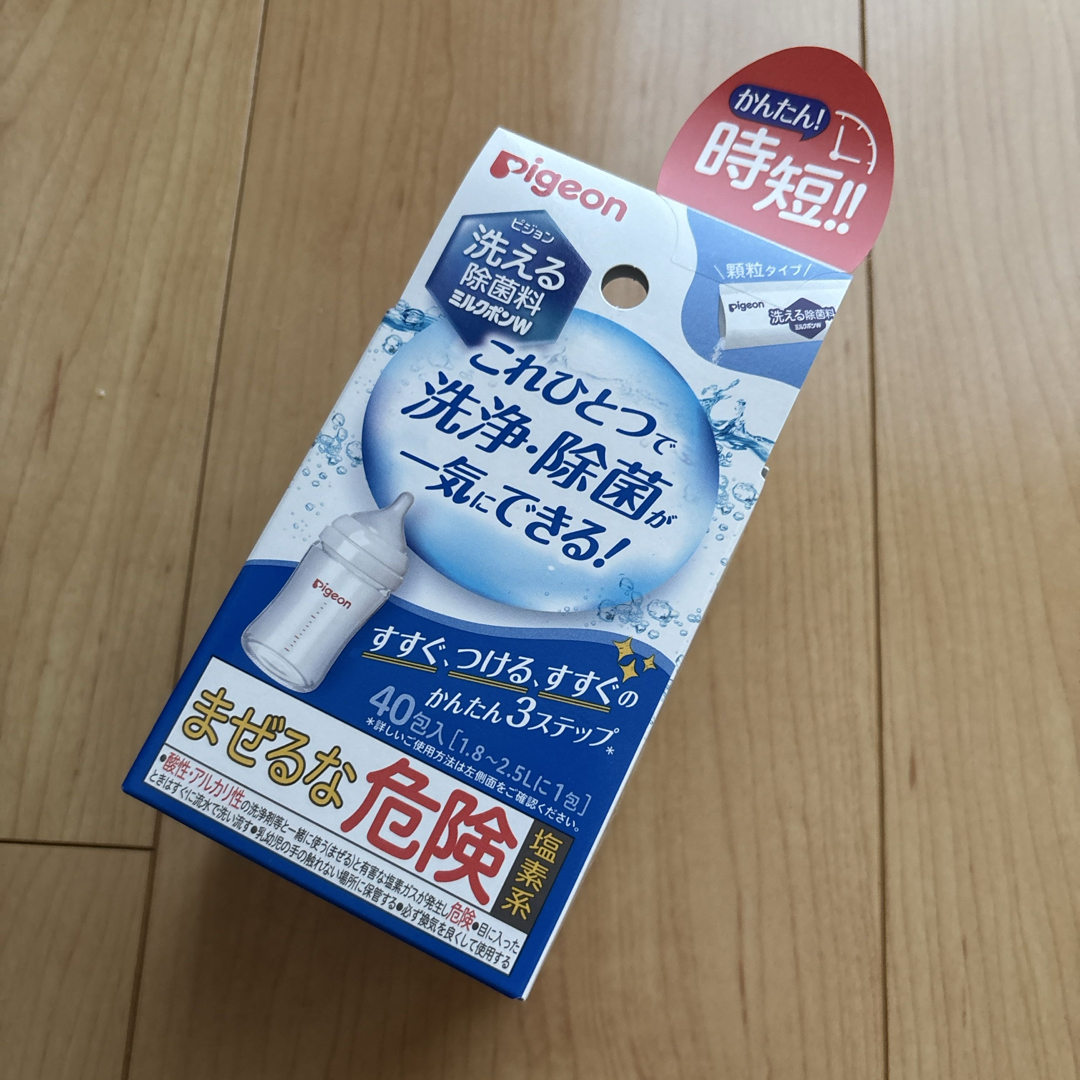 かんたん!
時短!!
Pigeon
ピジョン
洗える
除菌料
ミルクポンW
\顆粒タイプ/
Pigeon
洗える除菌料
ミルクポンW
これひとつで
洗浄・除菌が
一気にできる!
Pigeon
すすぐ、つける、すすぐの
かんたん3ステップ*
40包入[1.8～2.5Lに1包]
*詳しいご使用方法は左側面をご確認ください。
まぜるな
危険
塩素系
●酸性・アルカリ性の洗浄剤等と一緒に使う(まぜる)と有害な塩素ガスが発生し危険●目に入った
ときはすぐに流水で洗い流す●乳幼児の手の触れない場所に保管する●必ず換気を良くして使用する